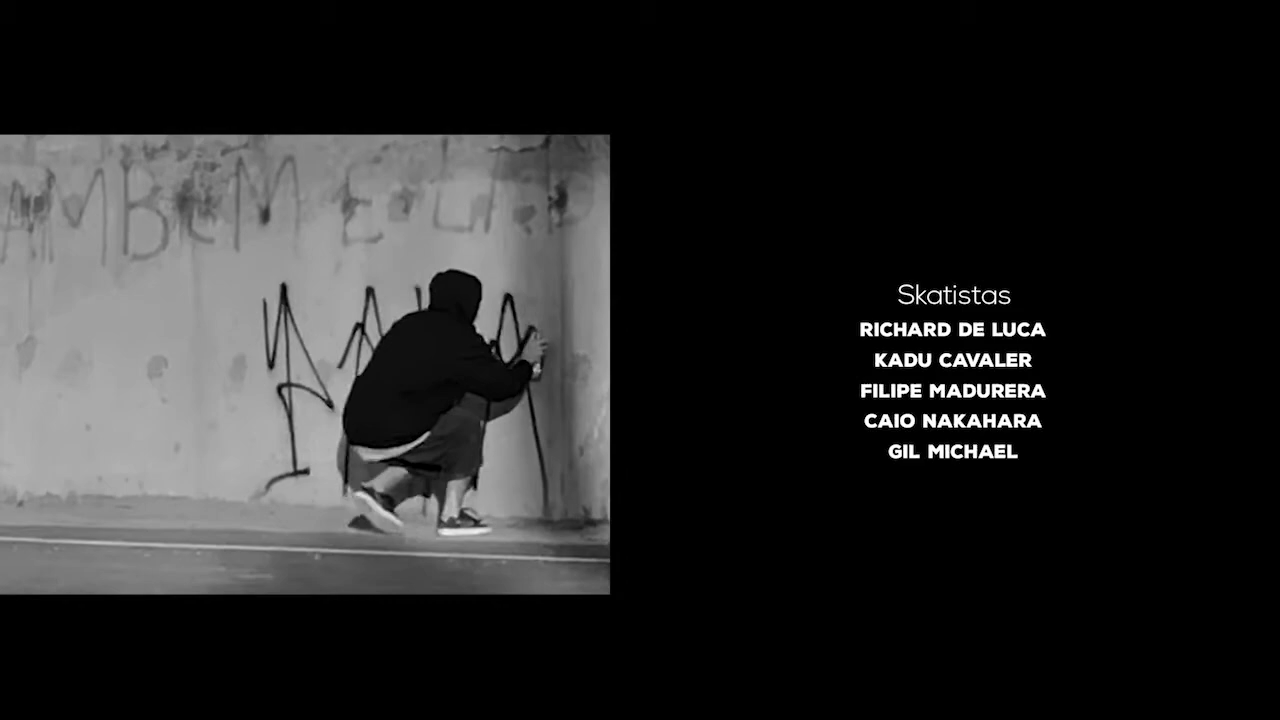 Skatistas
RICHARD DE LUCA
KADU CAVALER
FILIPE MADURERA
CAIO NAKAHARA
GIL MICHAEL